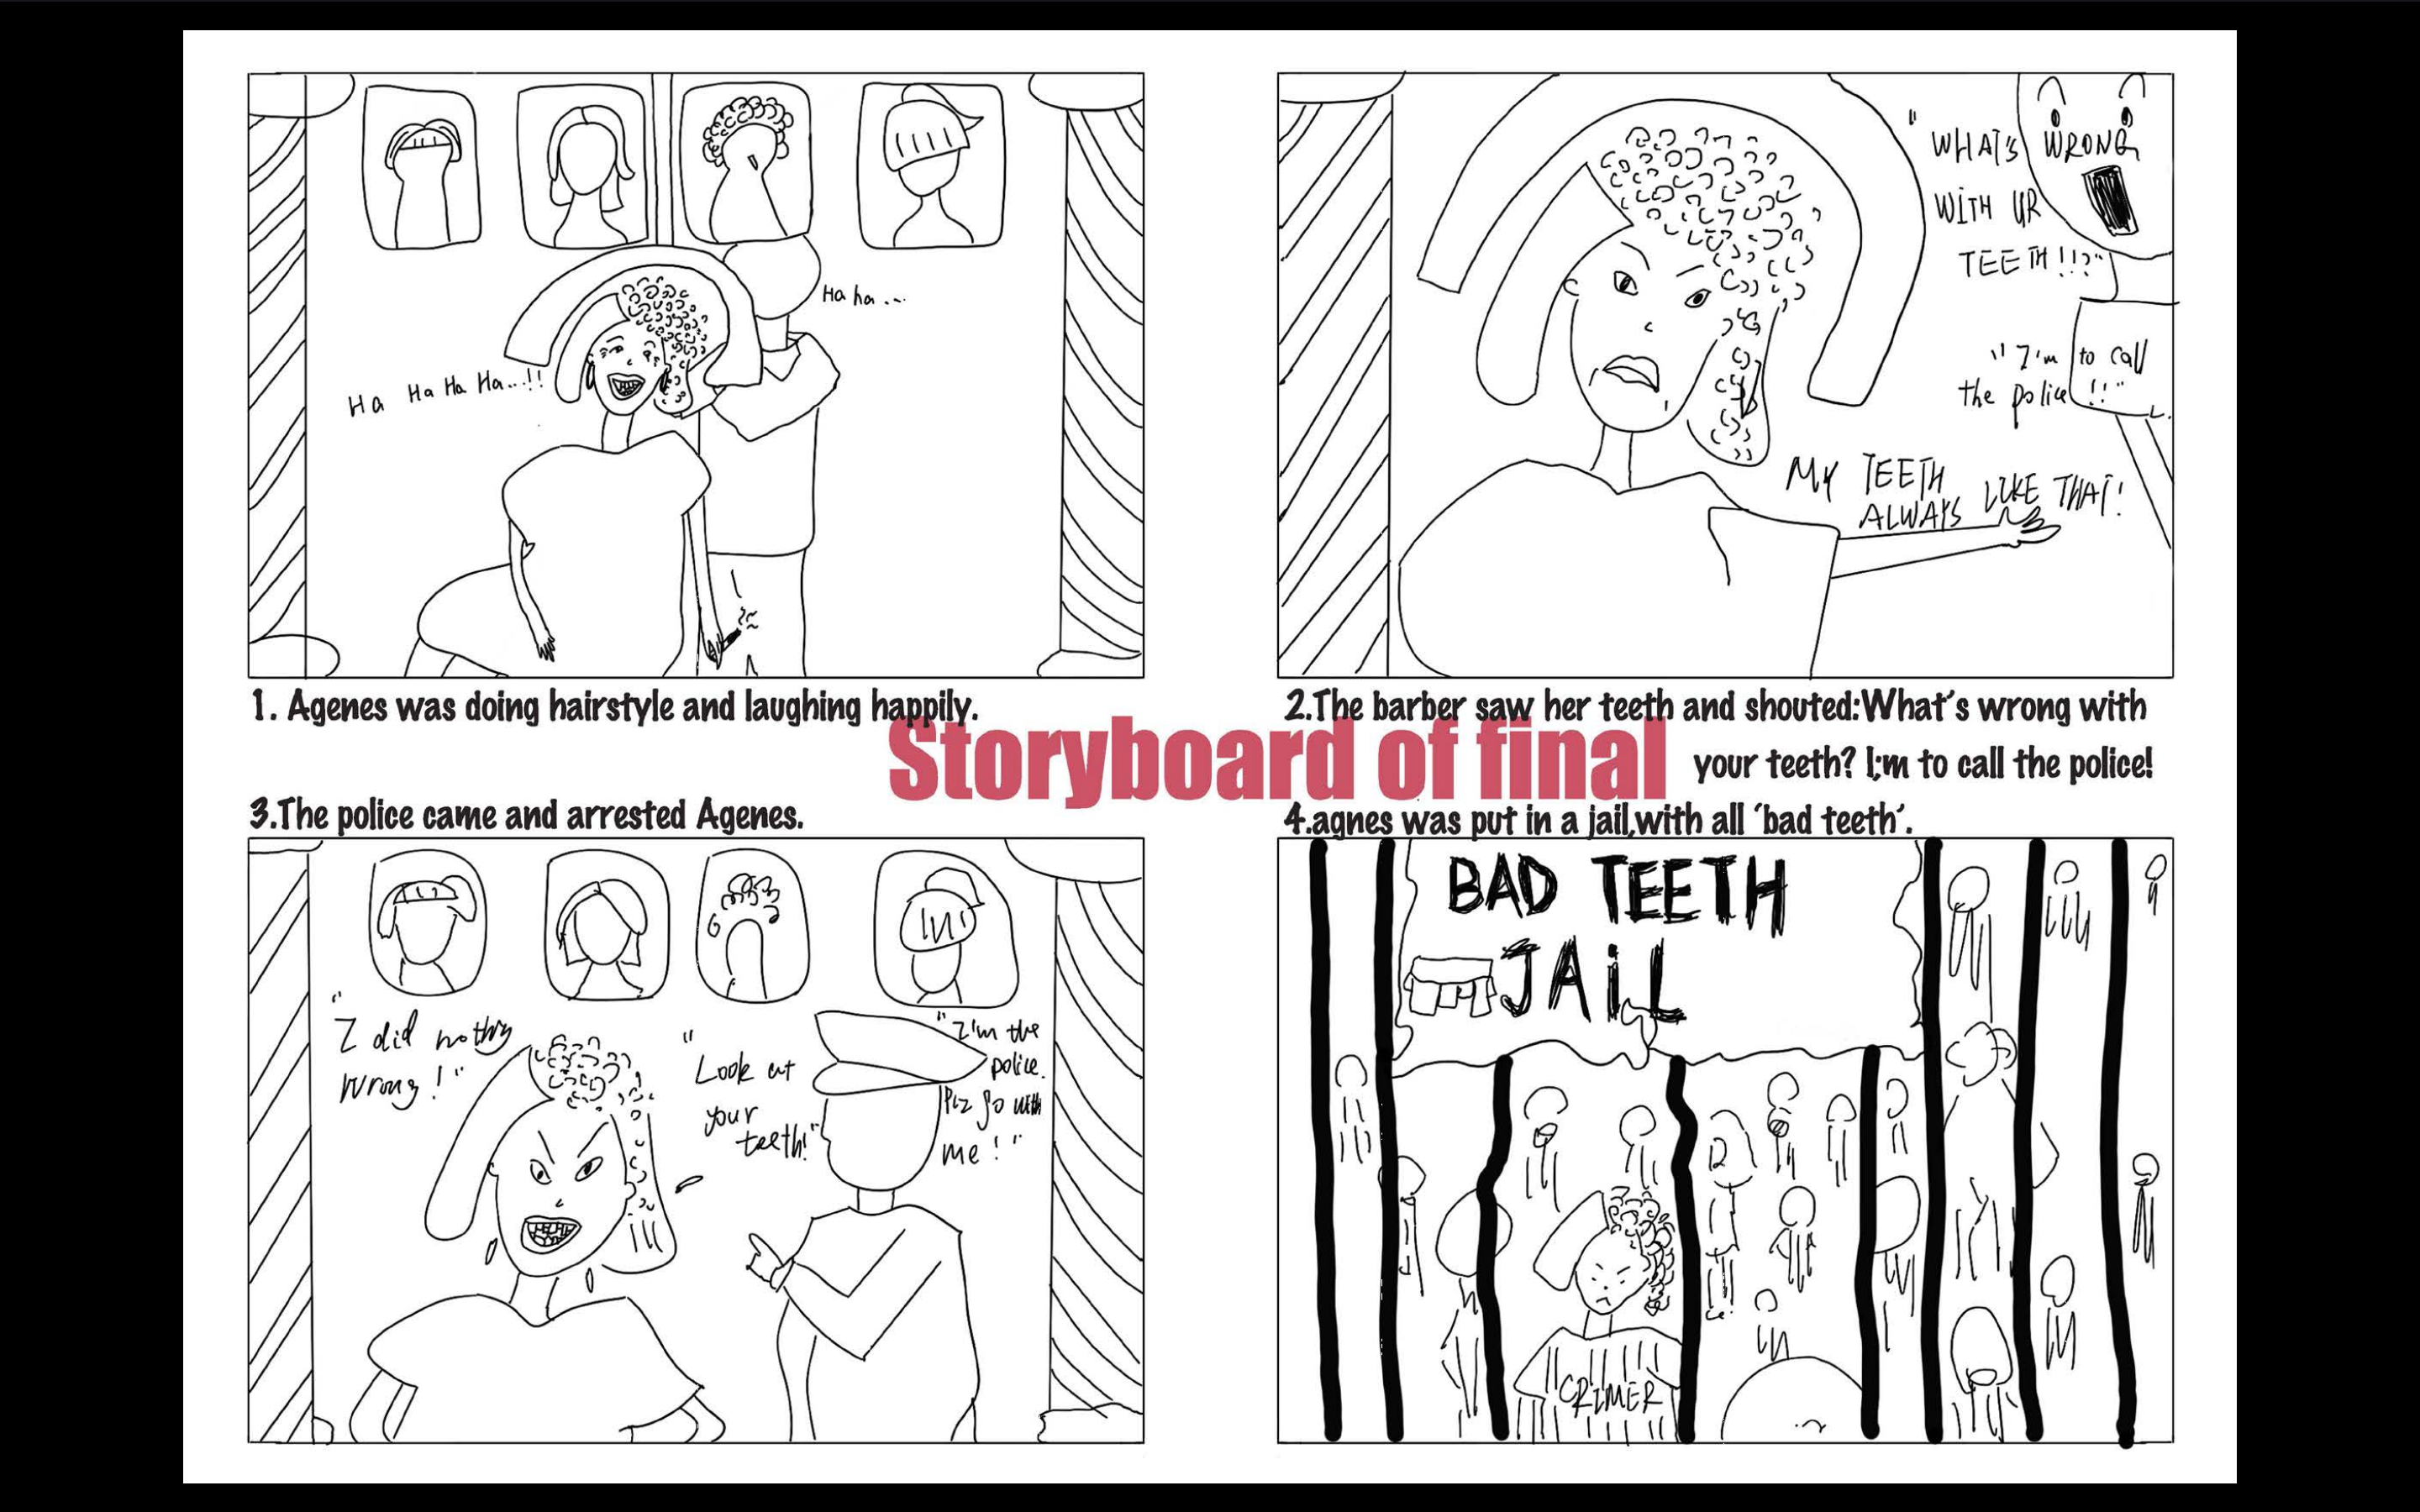 Ha Ha Ha Ha...!!
Ha ha ...
1. Agenes was doing hairstyle and laughing happily.
"WHAT'S WRONG
WITH UR
TEETH!!?"
"I'm to call
the police !!"
MY TEETH
ALWAYS LIKE THAT!
2.The barber saw her teeth and shouted:What's wrong with
your teeth? I;m to call the police!
Storyboard of final
3.The police came and arrested Agenes.
"I did nothing
wrong!"
"Look at
your
teeth!"
"I'm the
police.
Plz go with
me!"
4.agnes was put in a jail,with all 'bad teeth'.
BAD TEETH
JAiL
CRIMER